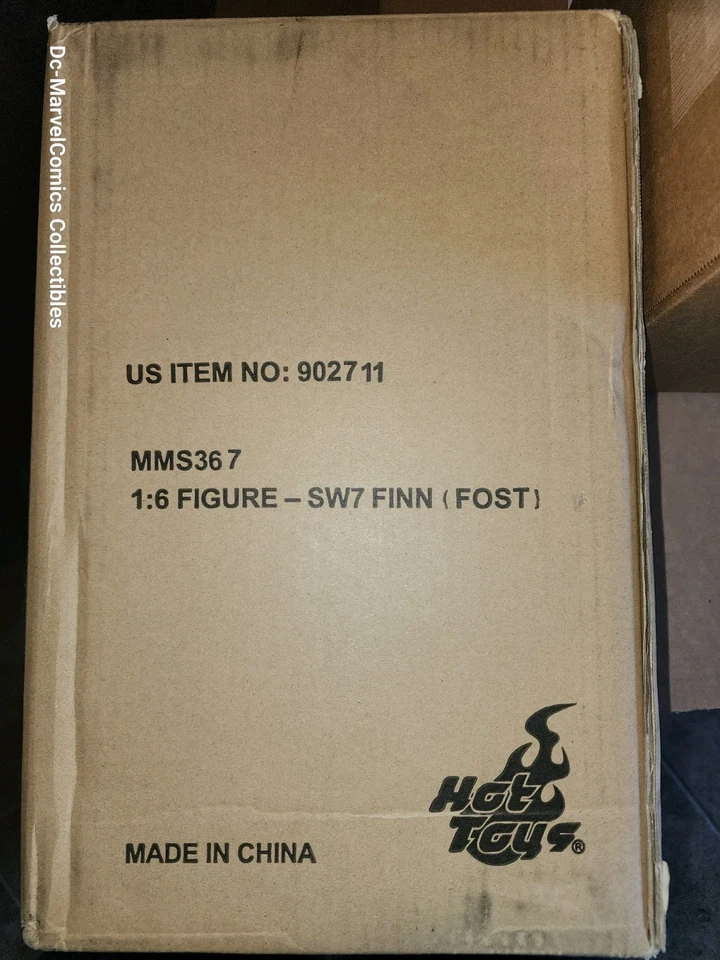 Dc-MarvelComics Collectibles
US ITEM NO: 902711
MMS367
1:6 FIGURE – SW7 FINN (FOST)
Hot
Toys®
MADE IN CHINA